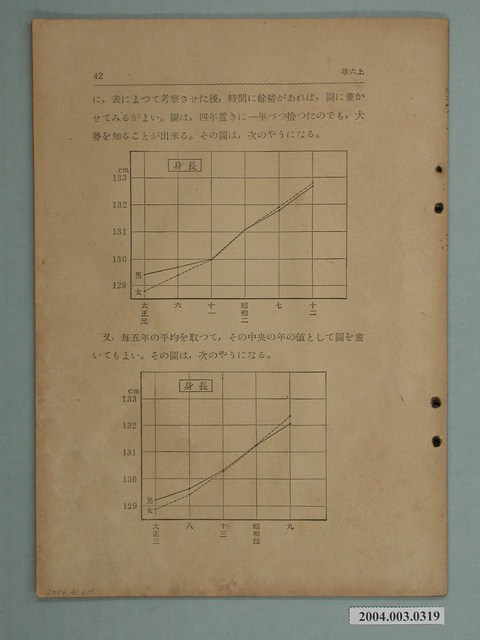 42
尋六上
に，表によつて考察させた後，時間に餘裕があれば，圖に畫か
せてみるがよい。圖は，四年置きに一年づつ拾つたのでも，大
勢を知ることが出來る。その圖は，次のやうになる。
身長
cm
133
132
131
130
129
男
女
大正元
六
十一
昭和二
七
十二
又，每五年の平均を取つて，その中央の年の値として圖を畫
いてもよい。その圖は，次のやうになる。
身長
cm
133
132
131
130
129
男
女
大正三
八
十三
昭和四
九
2004.003.0319